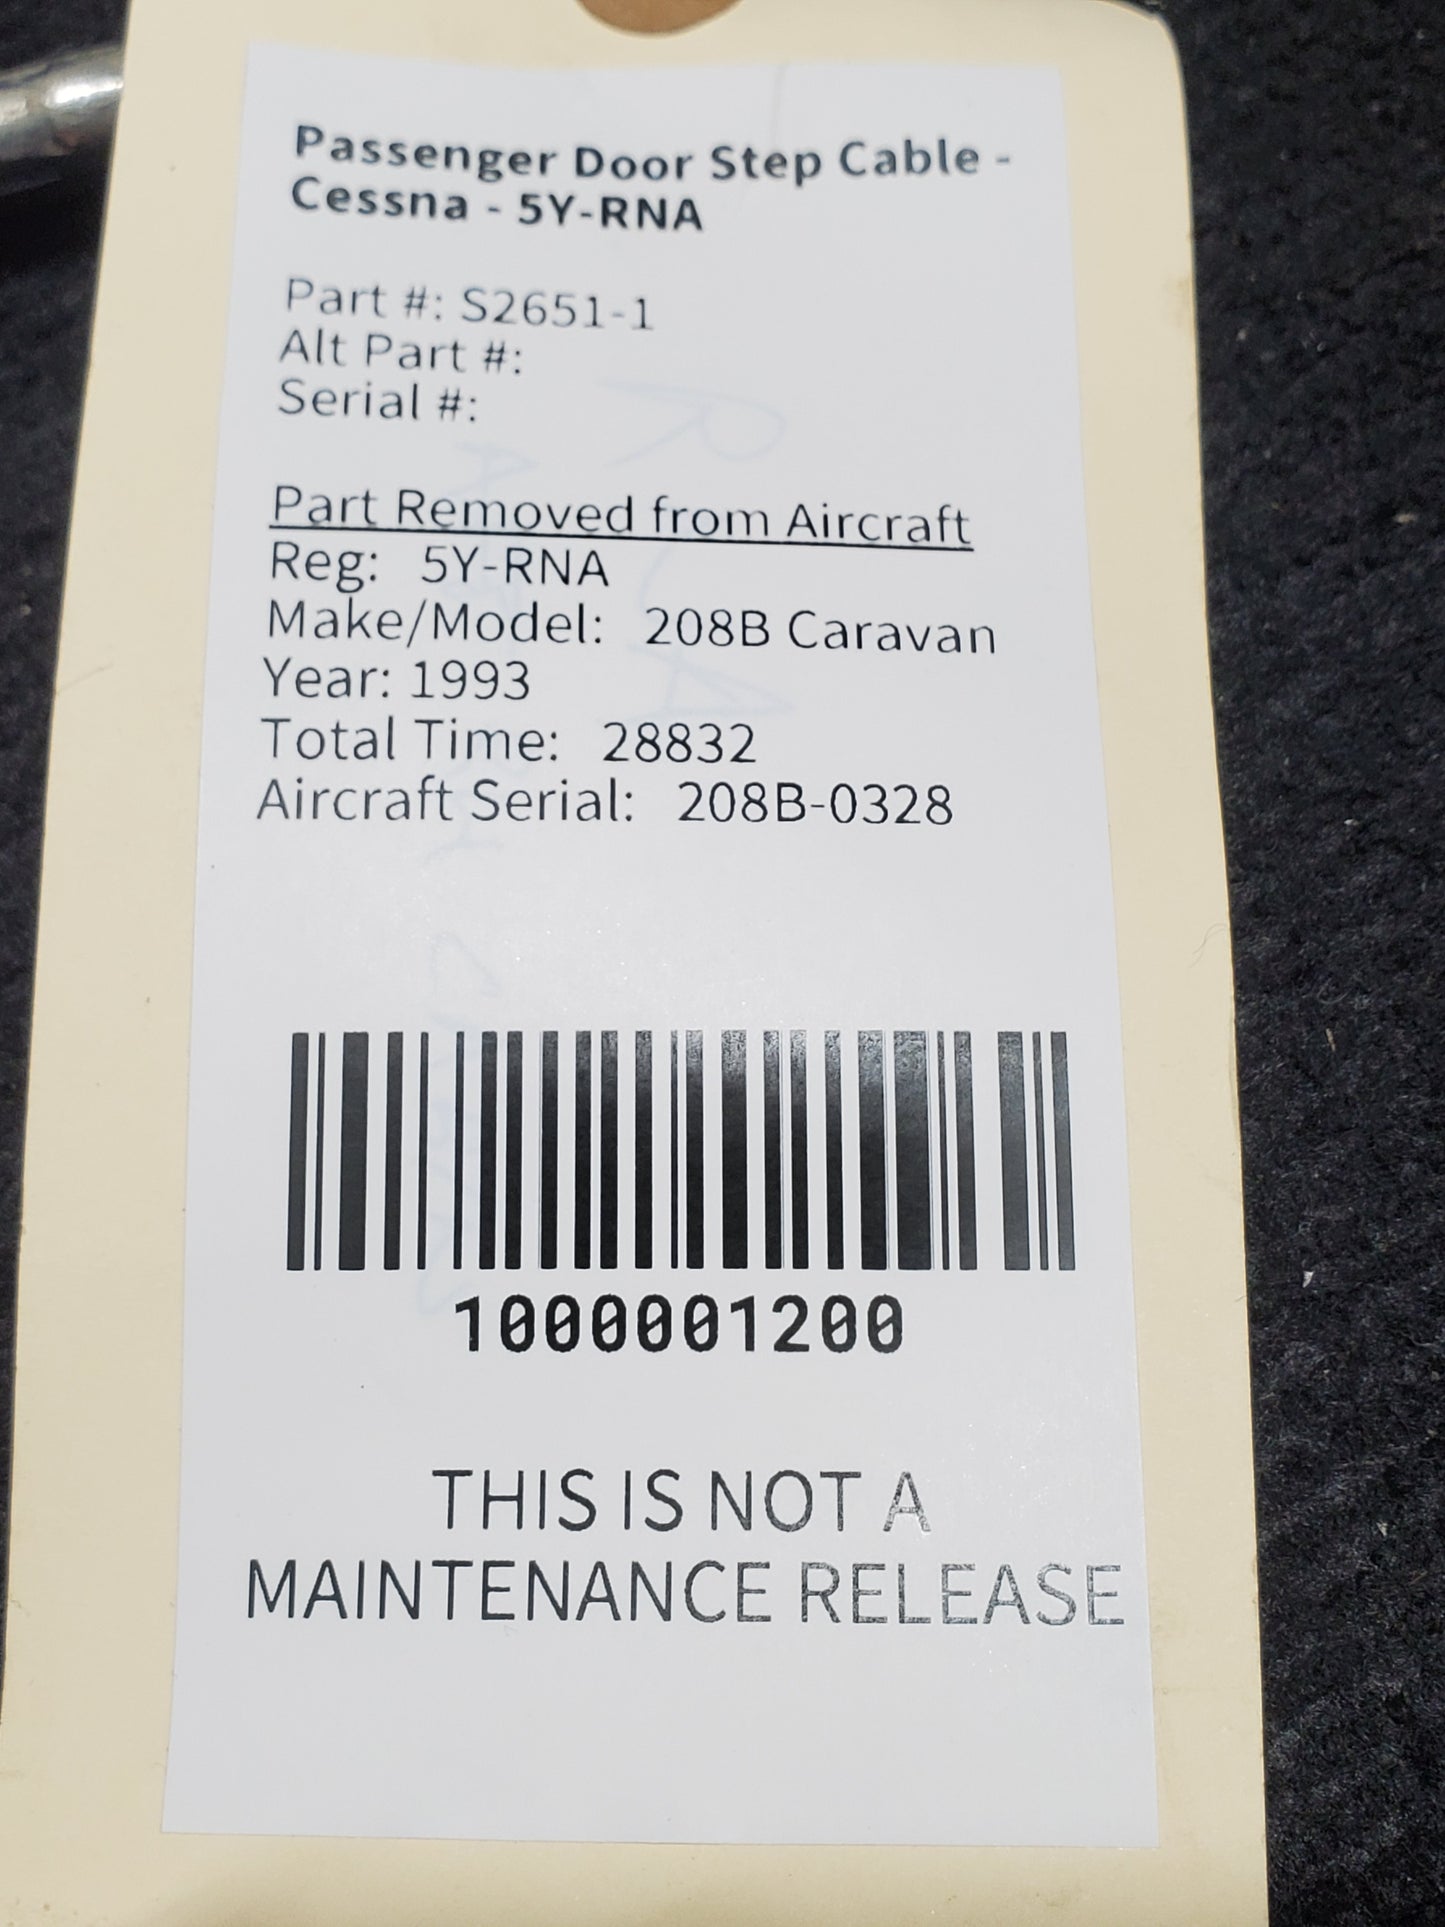 Passenger Door Step Cable -
Cessna - 5Y-RNA
Part #: S2651-1
Alt Part #:
Serial #:
Part Removed from Aircraft
Reg: 5Y-RNA
Make/Model: 208B Caravan
Year: 1993
Total Time: 28832
Aircraft Serial: 208B-0328
1000001200
THIS IS NOT A
MAINTENANCE RELEASE